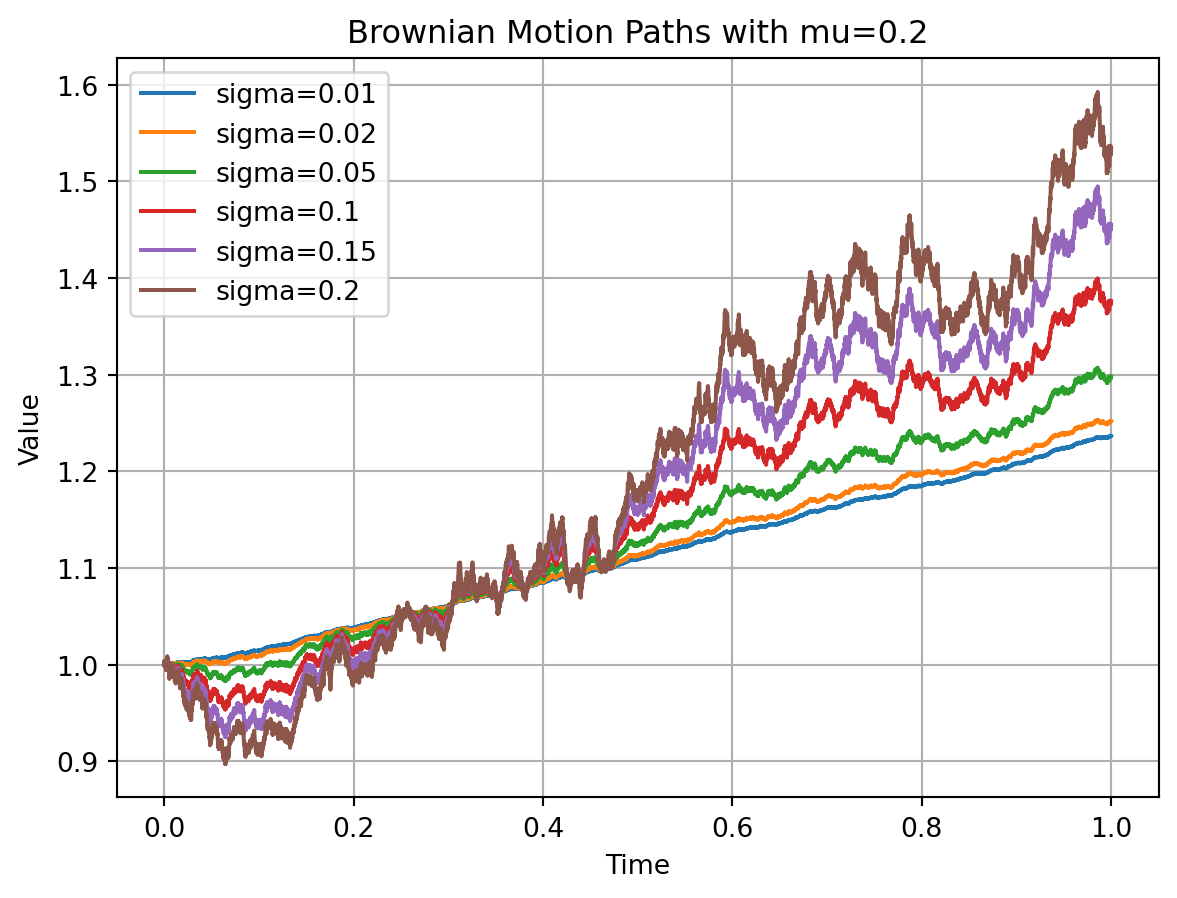 Brownian Motion Paths with mu=0.2
sigma=0.01
sigma=0.02
sigma=0.05
sigma=0.1
sigma=0.15
sigma=0.2
Value
1.6
1.5
1.4
1.3
1.2
1.1
1.0
0.9
0.0 0.2 0.4 0.6 0.8 1.0
Time